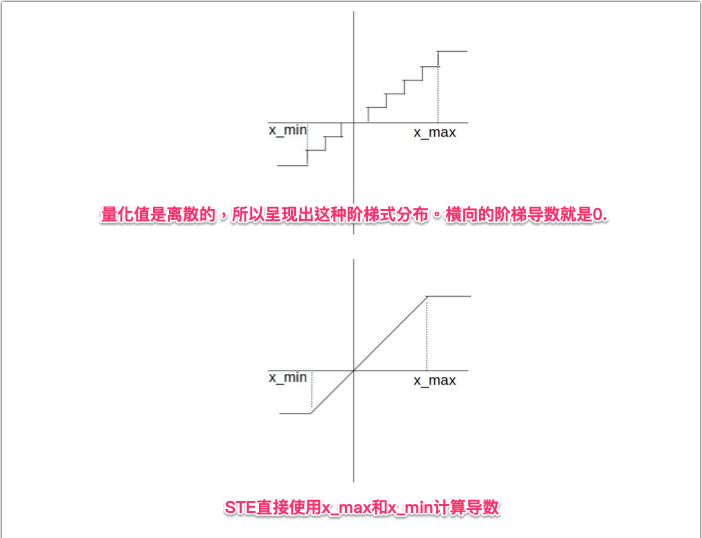 x_min
x_max
量化值是离散的，所以呈现出这种阶梯式分布。横向的阶梯导数就是0.
x_min
x_max
STE直接使用x_max和x_min计算导数